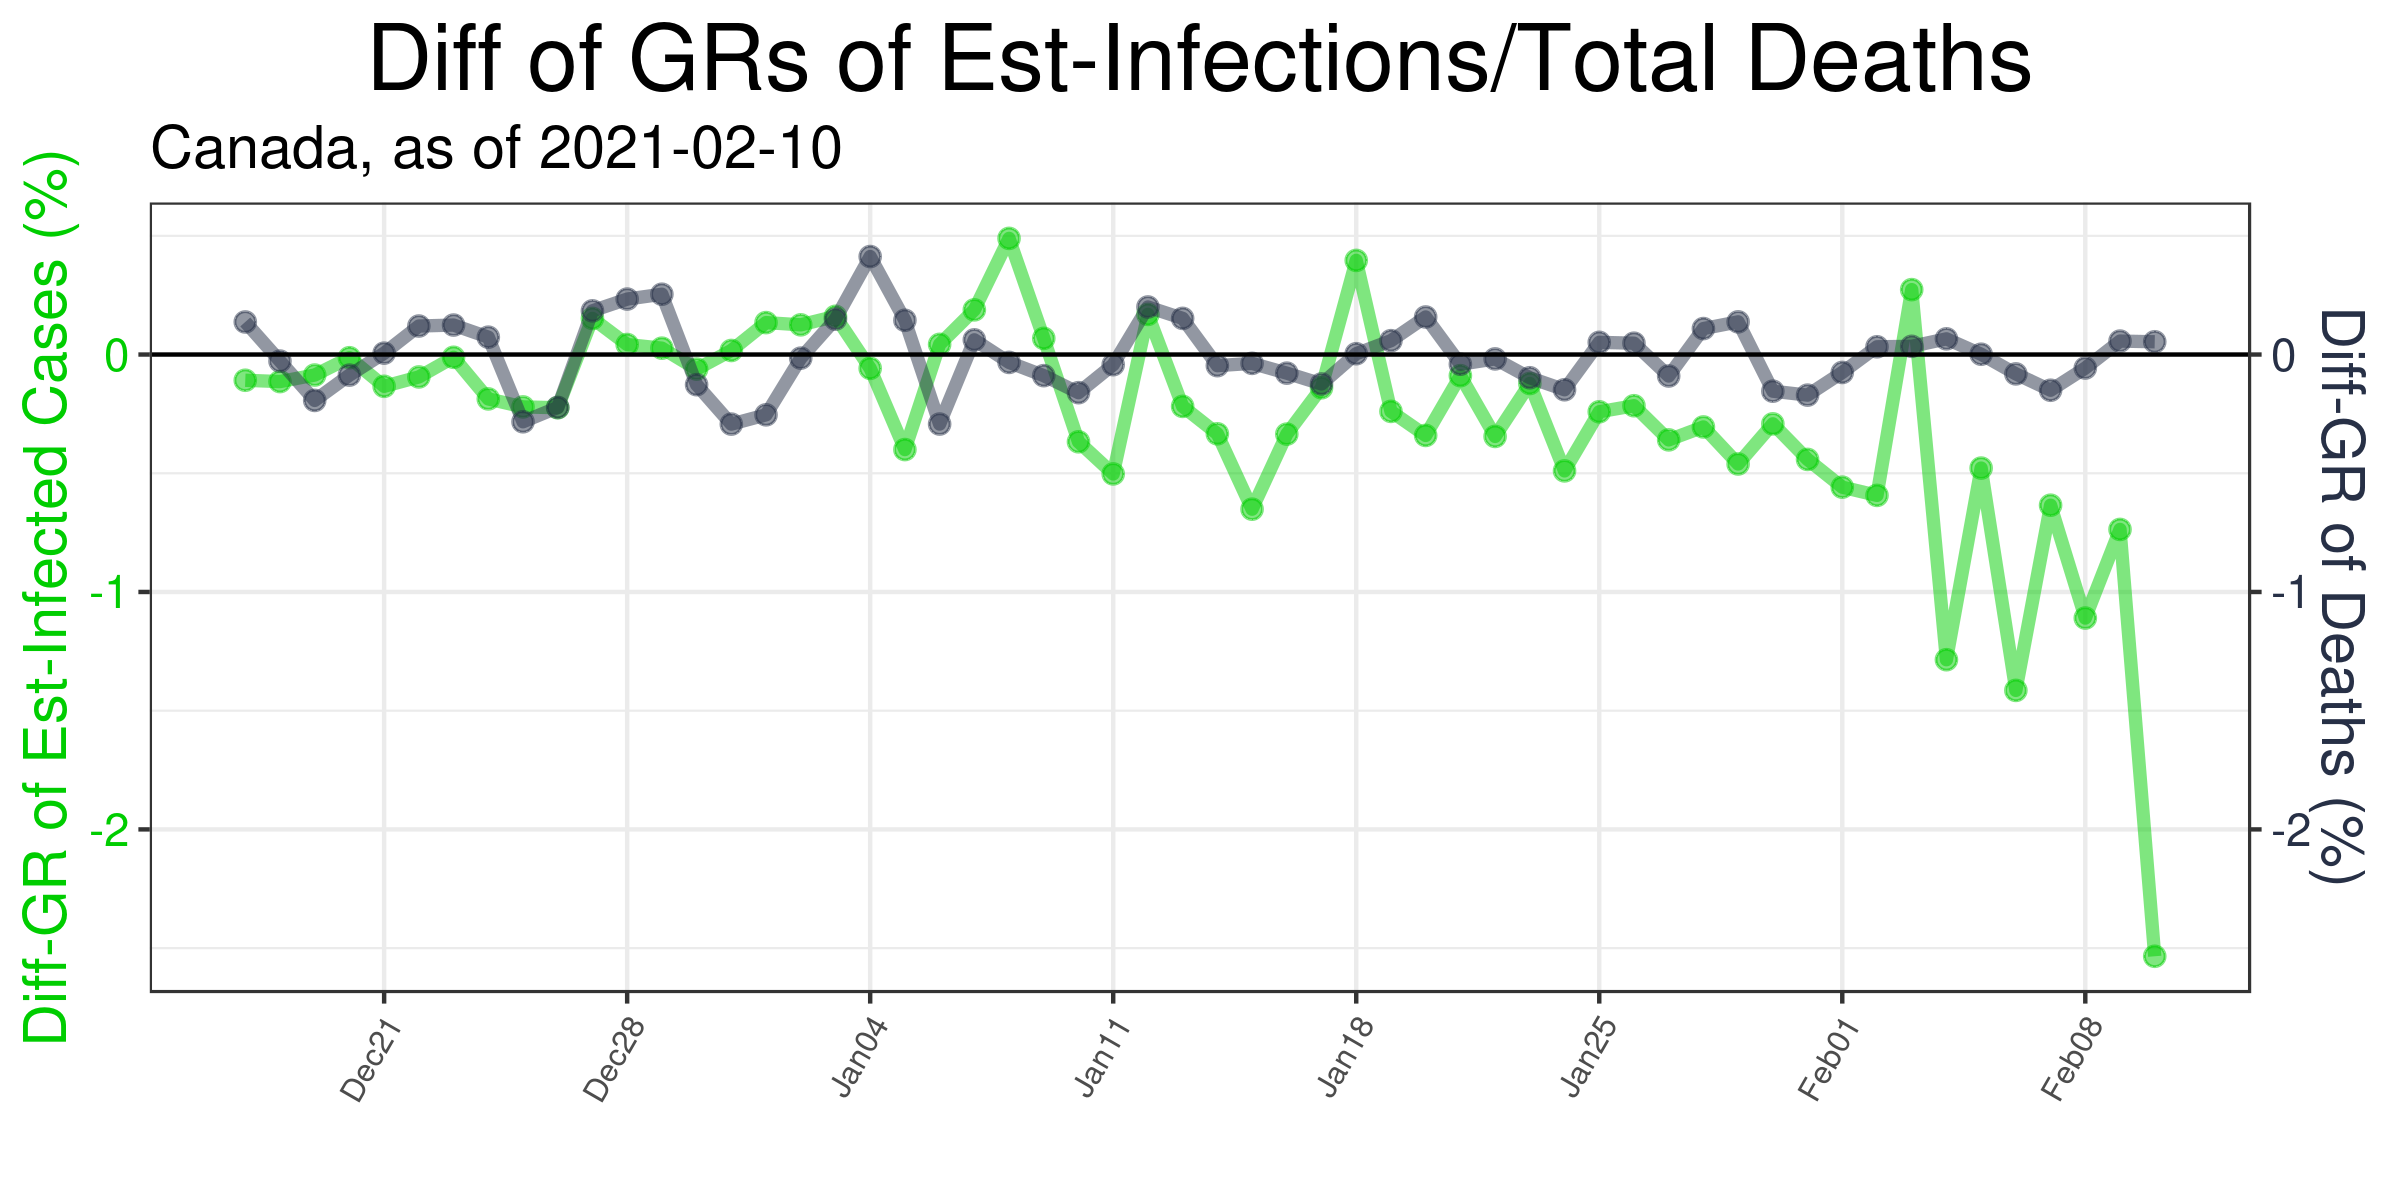 Diff of GRs of Est-Infections/Total Deaths
Canada, as of 2021-02-10
Diff-GR of Est-Infected Cases (%)
0
-1
-2
0
-1
-2
Diff-GR of Deaths (%)
Dec21
Dec28
Jan04
Jan11
Jan18
Jan25
Feb01
Feb08